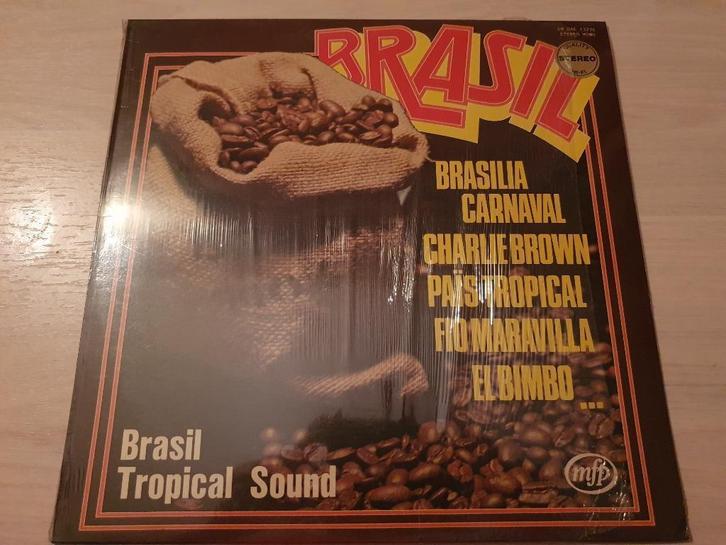 BRASIL
STEREO
BRASILIA
CARNAVAL
CHARLIE BROWN
PAÏS TROPICAL
FIO MARAVILLA
EL BIMBO ...
Brasil
Tropical Sound
mfp